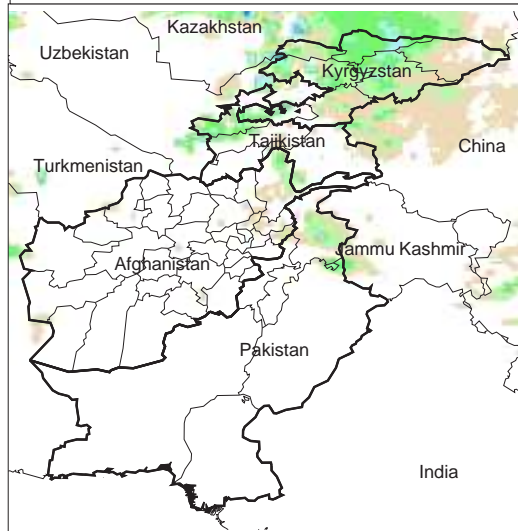 Kazakhstan
Uzbekistan
Kyrgyzstan
Tajikistan
China
Turkmenistan
Jammu Kashmir
Afghanistan
Pakistan
India